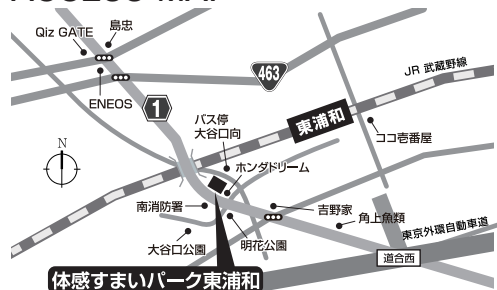 Qiz GATE
島忠
463
JR 武蔵野線
ENEOS
1
バス停
大谷口向
東浦和
ココ壱番屋
N
ホンダドリーム
南消防署
吉野家
角上魚類
東京外環自動車道
大谷口公園
明花公園
道合西
体感すまいパーク東浦和